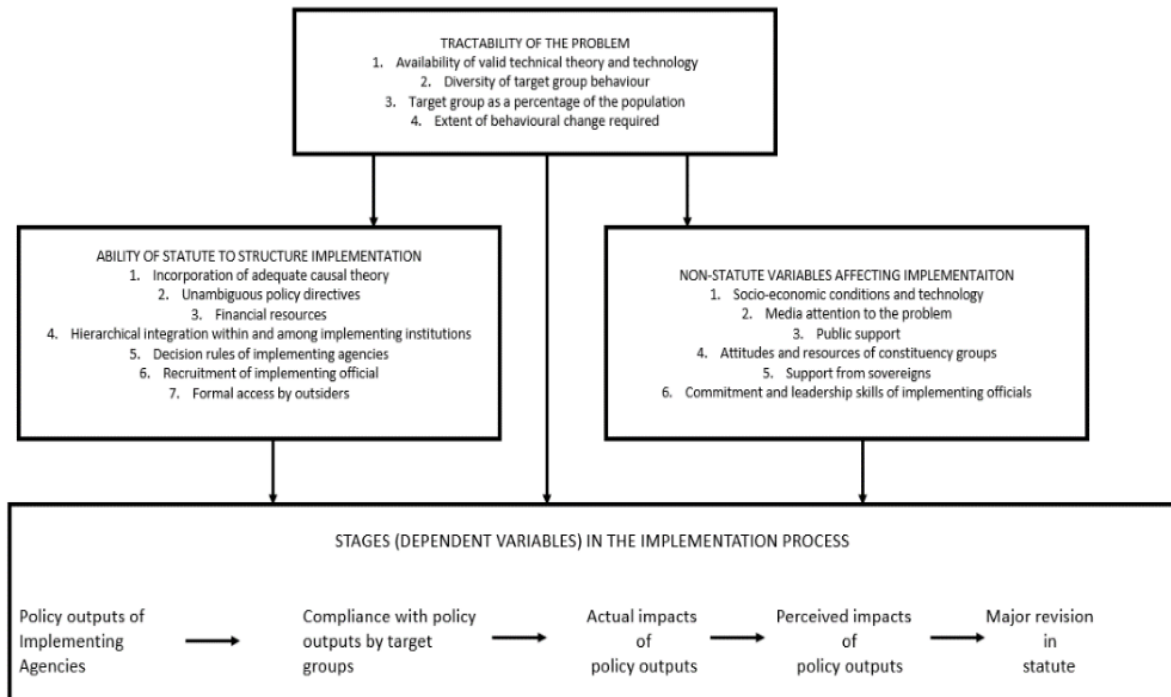 TRACTABILITY OF THE PROBLEM
1. Availability of valid technical theory and technology
2. Diversity of target group behaviour
3. Target group as a percentage of the population
4. Extent of behavioural change required
ABILITY OF STATUTE TO STRUCTURE IMPLEMENTATION
1. Incorporation of adequate causal theory
2. Unambiguous policy directives
3. Financial resources
4. Hierarchical integration within and among implementing institutions
5. Decision rules of implementing agencies
6. Recruitment of implementing official
7. Formal access by outsiders
NON-STATUTE VARIABLES AFFECTING IMPLEMENTAITON
1. Socio-economic conditions and technology
2. Media attention to the problem
3. Public support
4. Attitudes and resources of constituency groups
5. Support from sovereigns
6. Commitment and leadership skills of implementing officials
STAGES (DEPENDENT VARIABLES) IN THE IMPLEMENTATION PROCESS
Policy outputs of
Implementing
Agencies
Compliance with policy
outputs by target
groups
Actual impacts
of
policy outputs
Perceived impacts
of
policy outputs
Major revision
in
statute